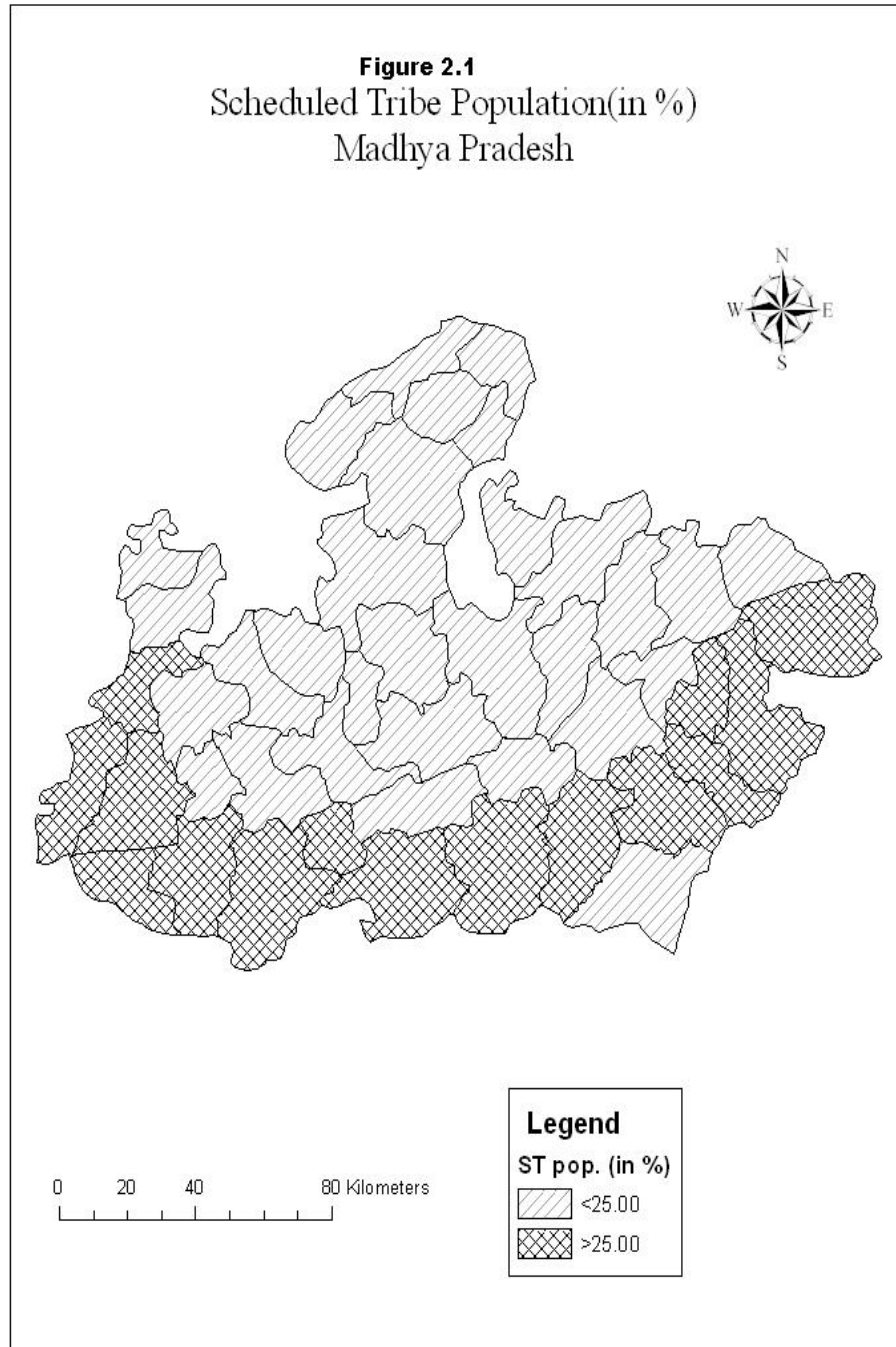 Figure 2.1
Scheduled Tribe Population(in %)
Madhya Pradesh
N
W E
S
Legend
ST pop. (in %)
<25.00
>25.00
0 20 40 80 Kilometers